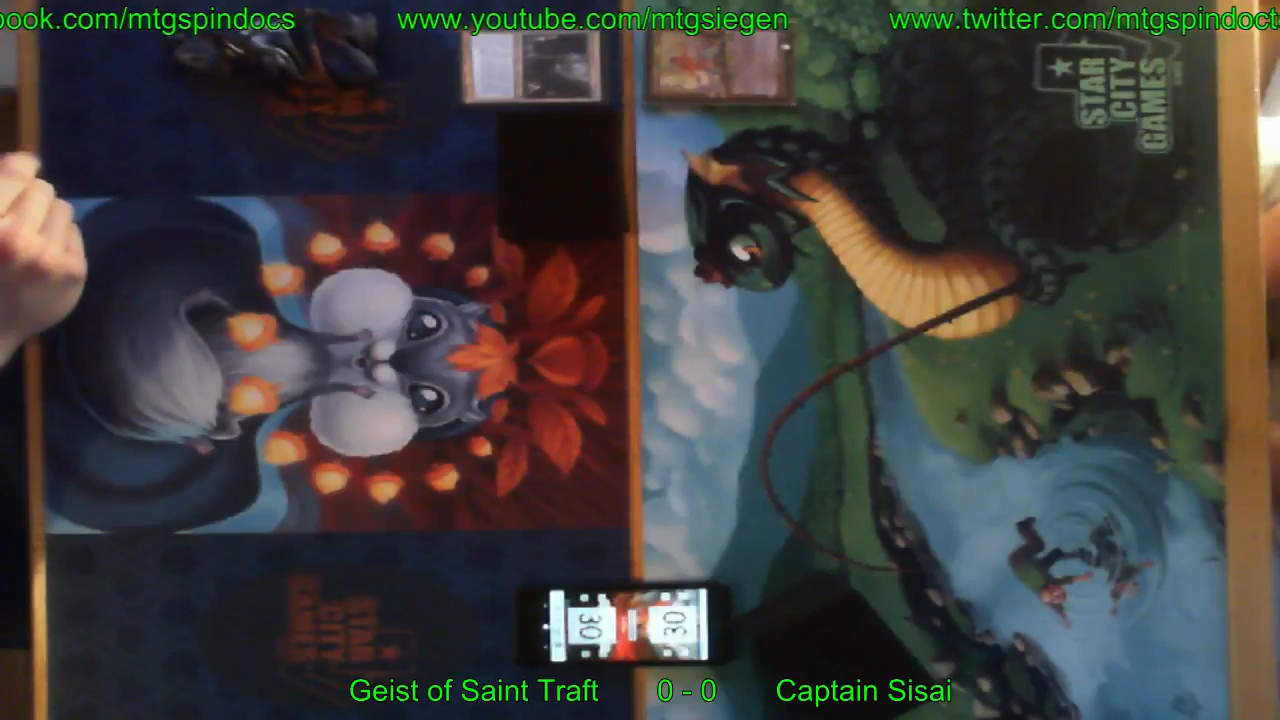 ook.com/mtgspindocs www.youtube.com/mtgsiegen www.twitter.com/mtgspindoct
STAR
CITY
GAMES
STAR
CITY
GAMES
30 30
Geist of Saint Traft 0 - 0 Captain Sisai